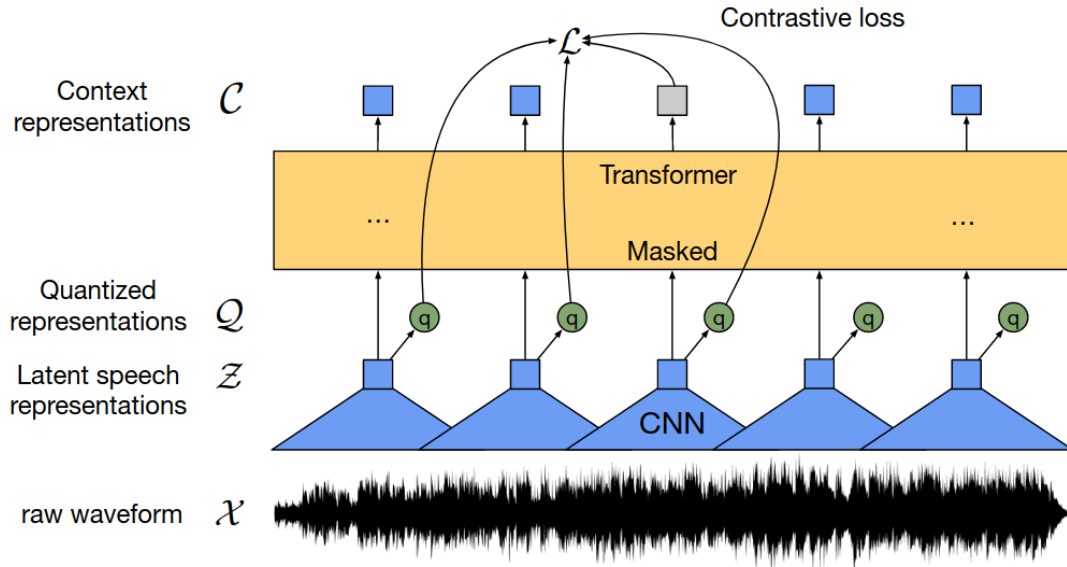 Contrastive loss
ℒ
Context
representations 𝒞
Transformer
... ...
Masked
Quantized
representations 𝒬
q q q q q
Latent speech
representations 𝒵
CNN
raw waveform 𝒳